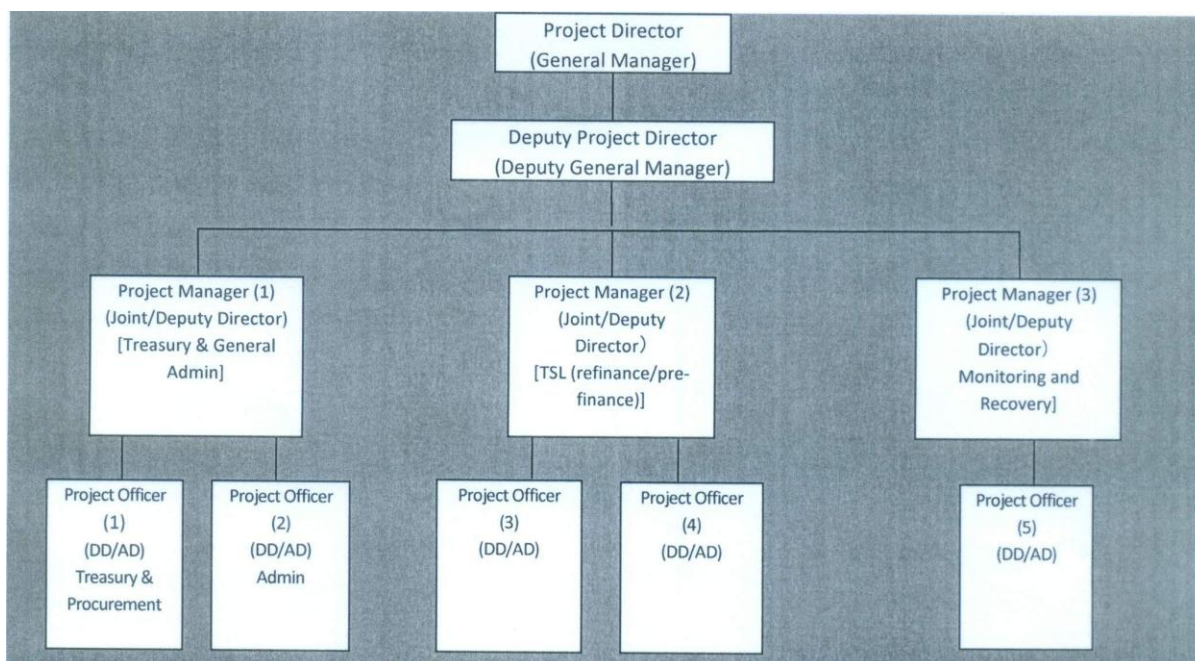 Project Director
(General Manager)
Deputy Project Director
(Deputy General Manager)
Project Manager (1)
(Joint/Deputy Director)
[Treasury & General
Admin]
Project Manager (2)
(Joint/Deputy
Director）
[TSL (refinance/pre-
finance)]
Project Manager (3)
(Joint/Deputy
Director）
Monitoring and
Recovery]
Project Officer
(1)
(DD/AD)
Treasury &
Procurement
Project Officer
(2)
(DD/AD)
Admin
Project Officer
(3)
(DD/AD)
Project Officer
(4)
(DD/AD)
Project Officer
(5)
(DD/AD)